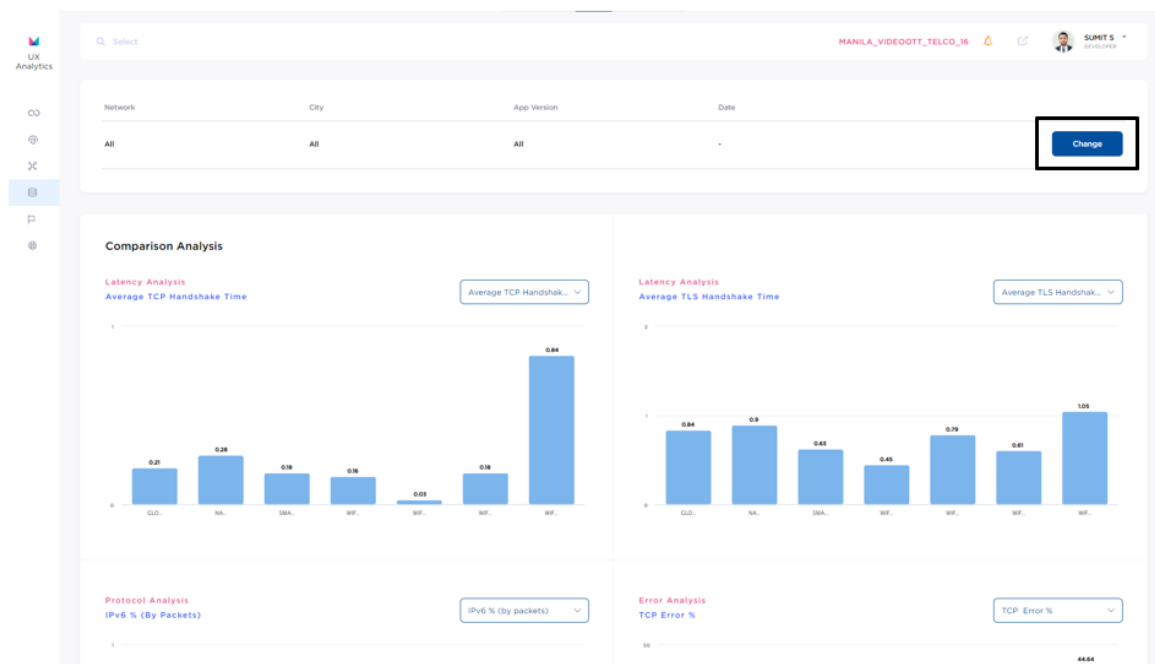 UX
Analytics
Select
MANILA_VIDEOOTT_TELCO_16
SUMIT S
DEVELOPER
Network City App Version Date
All All All -
Change
Comparison Analysis
Latency Analysis
Average TCP Handshake Time
Average TCP Handshak...
1
0.84
0.28
0.21
0.18
0.16
0.03
0.18
0
GLO.. NA.. SMA.. WIF.. WIF.. WIF.. WIF..
Latency Analysis
Average TLS Handshake Time
Average TLS Handshak...
2
1
1.05
0.84
0.9
0.63
0.45
0.79
0.61
0
GLO.. NA.. SMA.. WIF.. WIF.. WIF.. WIF..
Protocol Analysis
IPv6 % (By Packets)
IPv6 % (by packets)
1
Error Analysis
TCP Error %
TCP Error %
50
44.64